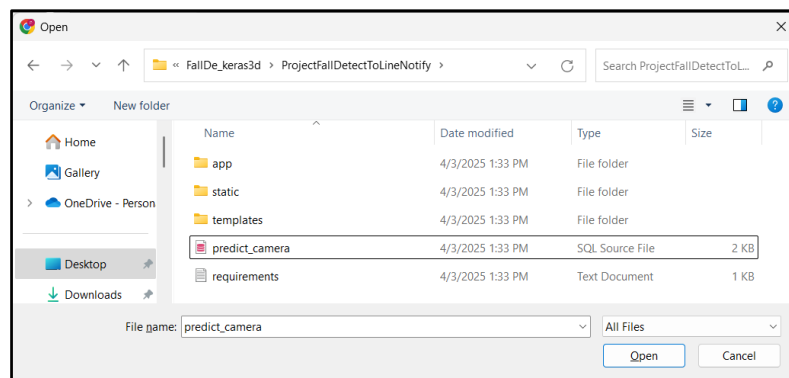 Open
« FallDe_keras3d > ProjectFallDetectToLineNotify >
Search ProjectFallDetectToL...
Organize
New folder
Name Date modified Type Size
Home
Gallery
OneDrive - Person
Desktop
Downloads
app 4/3/2025 1:33 PM File folder
static 4/3/2025 1:33 PM File folder
templates 4/3/2025 1:33 PM File folder
predict_camera 4/3/2025 1:33 PM SQL Source File 2 KB
requirements 4/3/2025 1:33 PM Text Document 1 KB
File name: predict_camera
All Files
Open Cancel